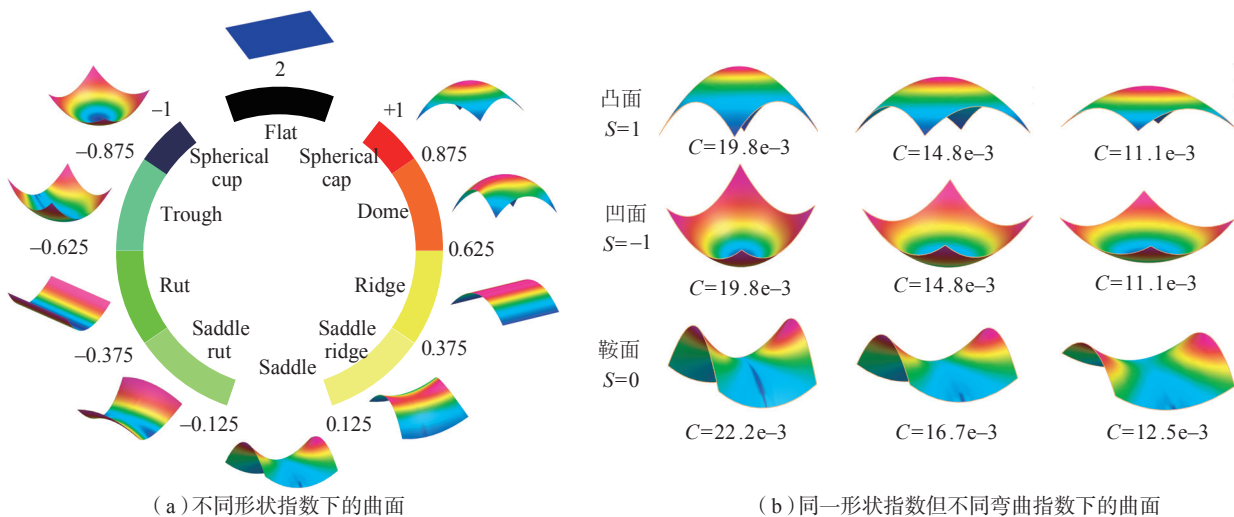 2
–1
+1
Flat
–0.875
Spherical
cup
Spherical
cap
0.875
Trough
Dome
–0.625
0.625
Rut
Ridge
Saddle
rut
Saddle
ridge
–0.375
0.375
Saddle
–0.125
0.125
(a)不同形状指数下的曲面
凸面
S=1
C=19.8e–3
C=14.8e–3
C=11.1e–3
凹面
S=–1
C=19.8e–3
C=14.8e–3
C=11.1e–3
鞍面
S=0
C=22.2e–3
C=16.7e–3
C=12.5e–3
(b)同一形状指数但不同弯曲指数下的曲面